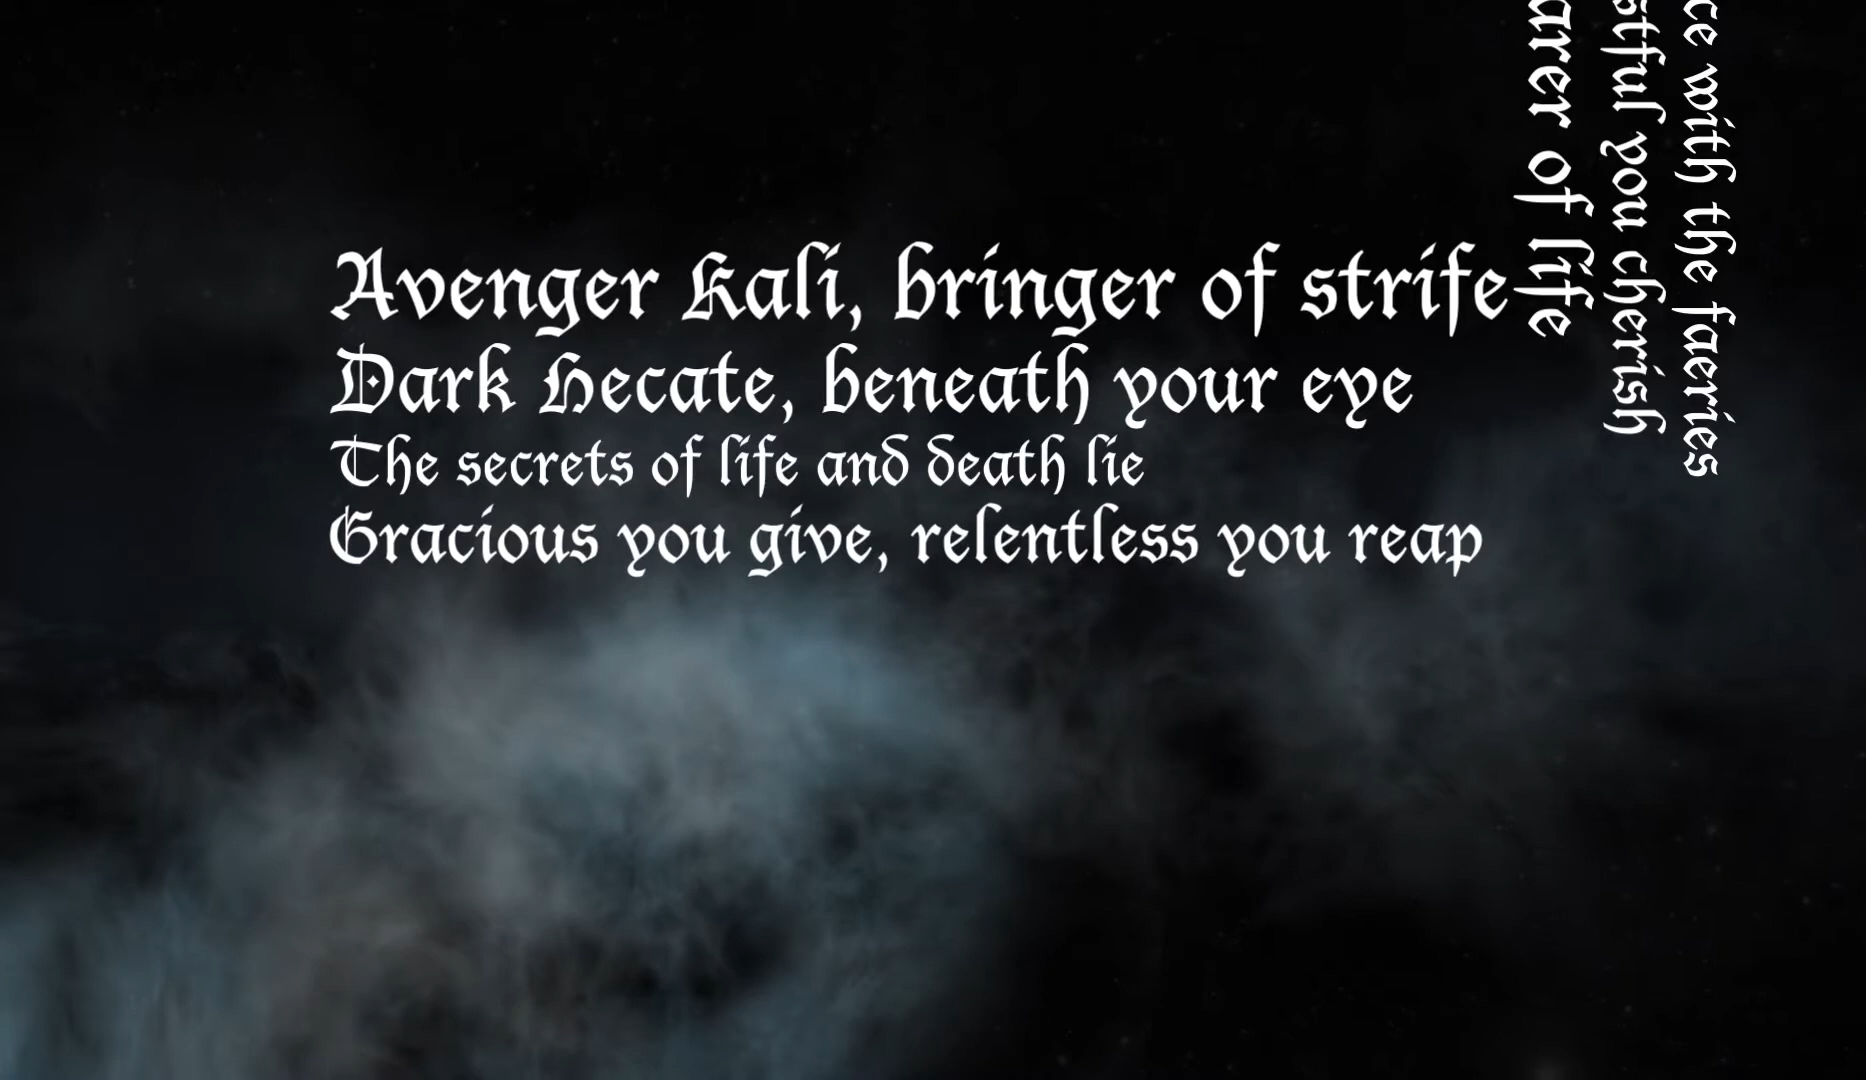 Avenger Kali, bringer of strife
Dark Hecate, beneath your eye
The secrets of life and death lie
Gracious you give, relentless you reap
with the faeries
you cherish
of life